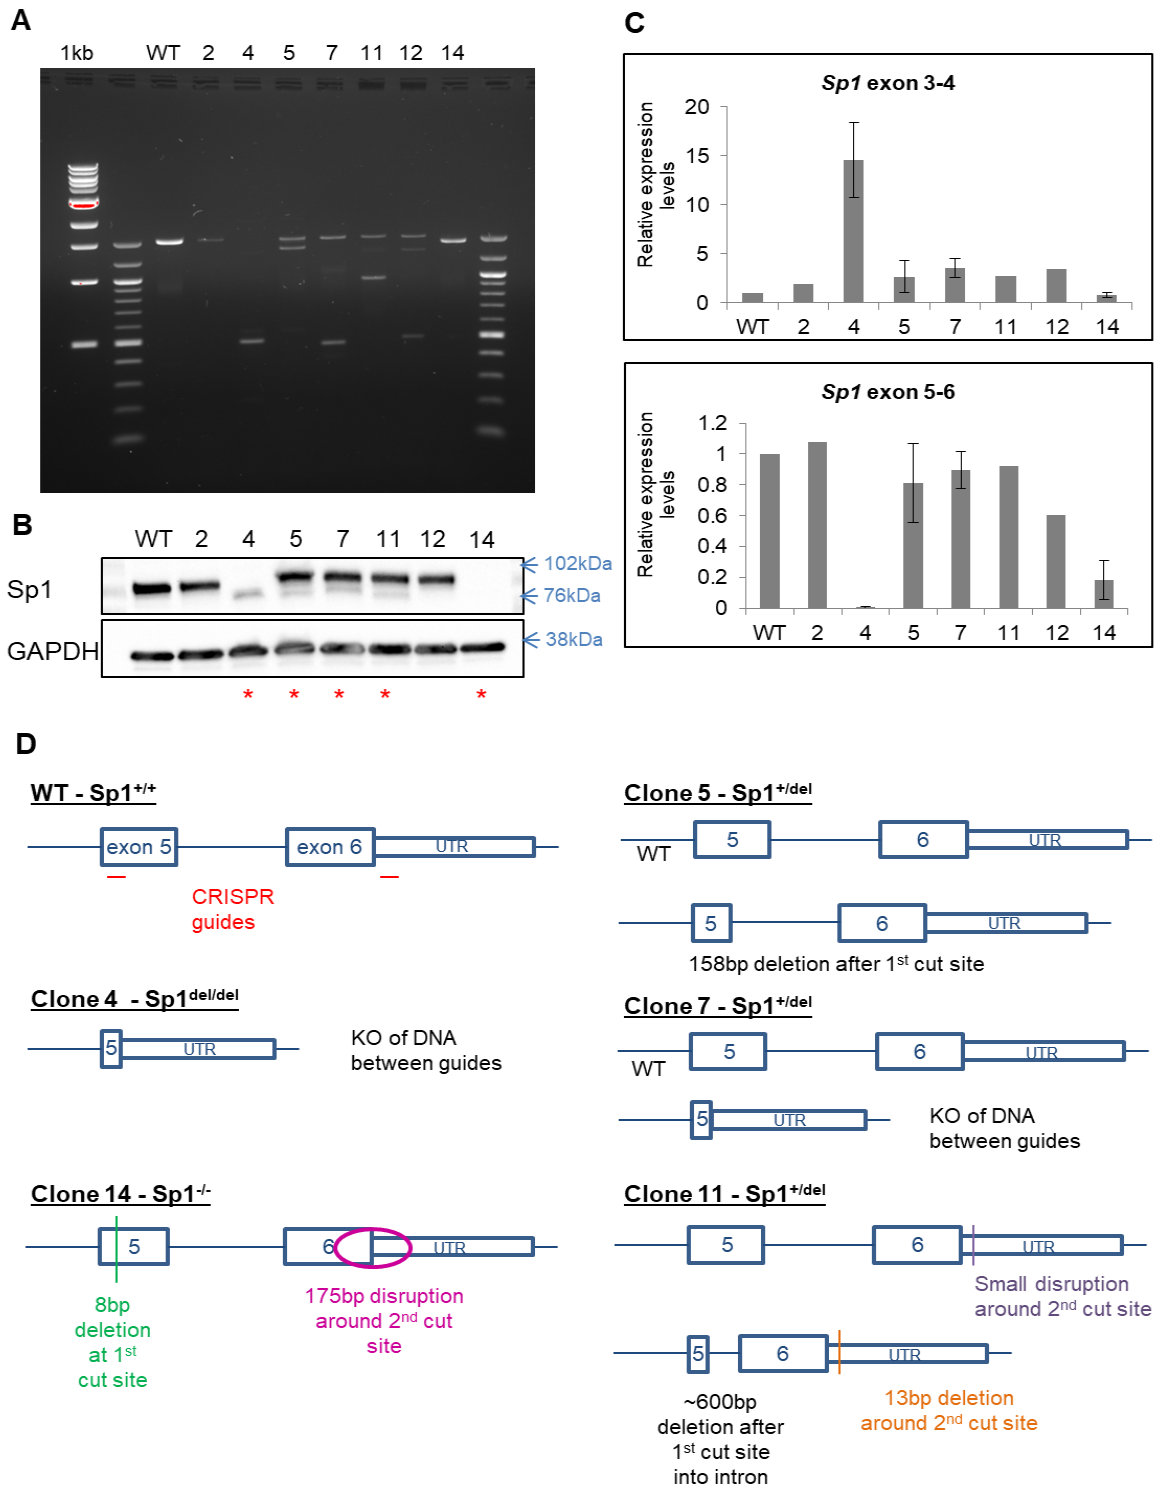 A
1kb WT 2 4 5 7 11 12 14
B
WT 2 4 5 7 11 12 14
Sp1
102kDa
76kDa
GAPDH
38kDa
* * * * *
C
Sp1 exon 3-4
Relative expression
levels
20
15
10
5
0
WT 2 4 5 7 11 12 14
Sp1 exon 5-6
Relative expression
levels
1.2
1
0.8
0.6
0.4
0.2
0
WT 2 4 5 7 11 12 14
D
WT - Sp1+/+
exon 5 exon 6 UTR
CRISPR
guides
Clone 4 - Sp1del/del
5 UTR
KO of DNA
between guides
Clone 14 - Sp1-/-
5 6 UTR
8bp
deletion
at 1st
cut site
175bp disruption
around 2nd cut
site
Clone 5 - Sp1+/del
WT 5 6 UTR
5 6 UTR
158bp deletion after 1st cut site
Clone 7 - Sp1+/del
WT 5 6 UTR
5 UTR
KO of DNA
between guides
Clone 11 - Sp1+/del
5 6 UTR
Small disruption
around 2nd cut site
5 6 UTR
~600bp
deletion after
1st cut site
into intron
13bp deletion
around 2nd cut site